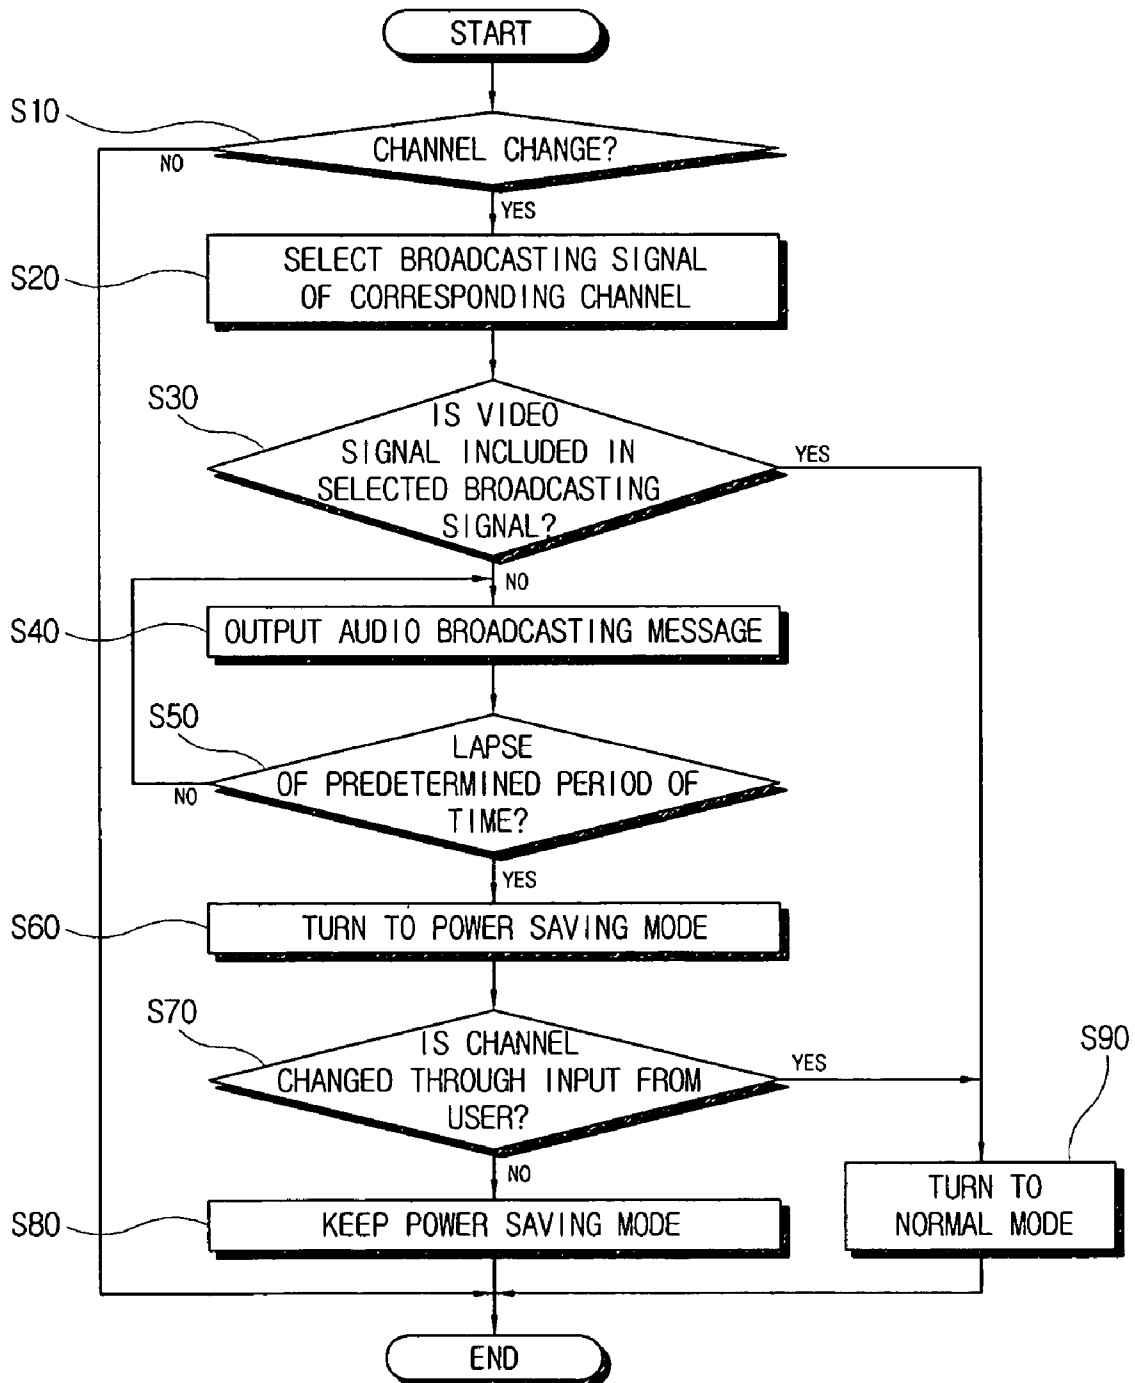 START
S10
CHANNEL CHANGE?
NO
YES
S20
SELECT BROADCASTING SIGNAL
OF CORRESPONDING CHANNEL
S30
IS VIDEO
SIGNAL INCLUDED IN
SELECTED BROADCASTING
SIGNAL?
YES
NO
S40
OUTPUT AUDIO BROADCASTING MESSAGE
S50
LAPSE
OF PREDETERMINED PERIOD OF
TIME?
NO
YES
S60
TURN TO POWER SAVING MODE
S70
IS CHANNEL
CHANGED THROUGH INPUT FROM
USER?
YES
NO
S90
TURN TO
NORMAL MODE
S80
KEEP POWER SAVING MODE
END